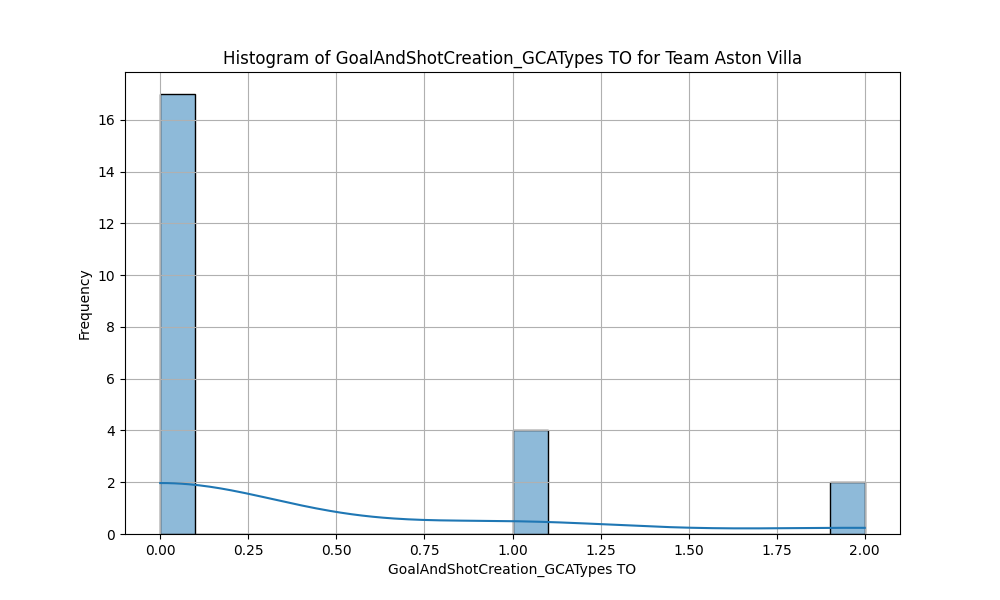 Histogram of GoalAndShotCreation_GCATypes TO for Team Aston Villa
16
14
12
10
8
6
4
2
0
Frequency
0.00 0.25 0.50 0.75 1.00 1.25 1.50 1.75 2.00
GoalAndShotCreation_GCATypes TO